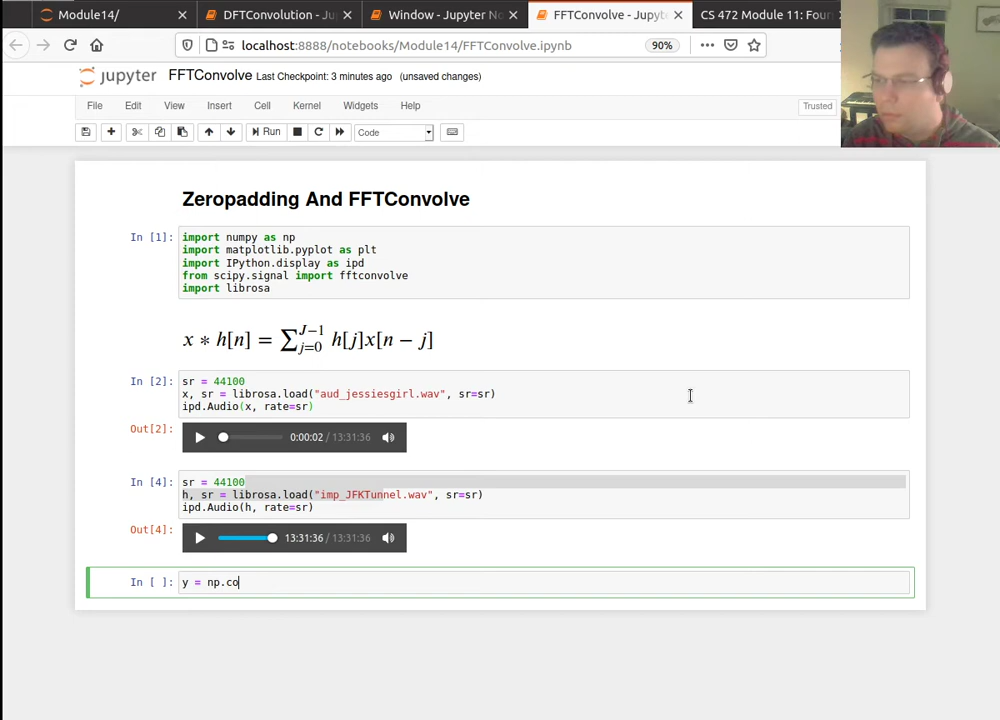 Module14/
DFTConvolution - Ju
Window - Jupyter No
FFTConvolve - Jupyte
CS 472 Module 11: Four
localhost:8888/notebooks/Module14/FFTConvolve.ipynb
90%
jupyter FFTConvolve Last Checkpoint: 3 minutes ago (unsaved changes)
File Edit View Insert Cell Kernel Widgets Help
Trusted
Run
Code
Zeropadding And FFTConvolve
In [1]: import numpy as np
import matplotlib.pyplot as plt
import IPython.display as ipd
from scipy.signal import fftconvolve
import librosa
x ∗ h[n] = ∑_{j=0}^{J−1} h[j]x[n − j]
In [2]: sr = 44100
x, sr = librosa.load("aud_jessiesgirl.wav", sr=sr)
ipd.Audio(x, rate=sr)
Out[2]: 0:00:02 / 13:31:36
In [4]: sr = 44100
h, sr = librosa.load("imp_JFKTunnel.wav", sr=sr)
ipd.Audio(h, rate=sr)
Out[4]: 13:31:36 / 13:31:36
In [ ]: y = np.co